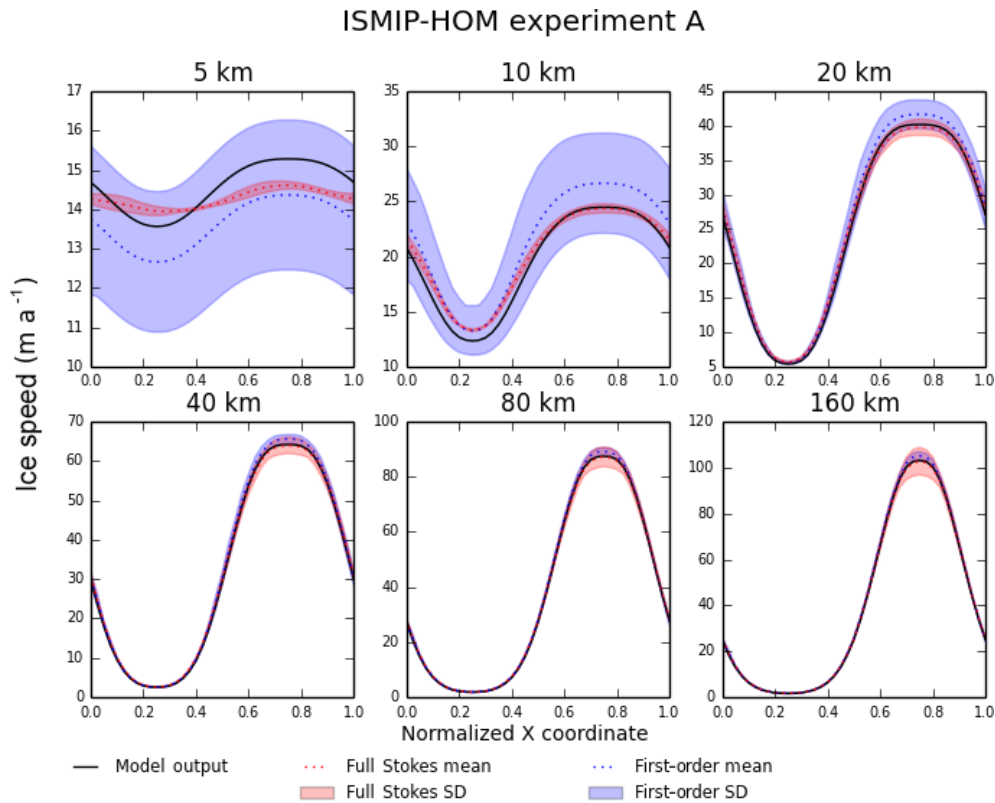 ISMIP-HOM experiment A
5 km
10 km
20 km
17
16
15
14
13
12
11
10
0.0 0.2 0.4 0.6 0.8 1.0
35
30
25
20
15
10
0.0 0.2 0.4 0.6 0.8 1.0
45
40
35
30
25
20
15
10
5
0.0 0.2 0.4 0.6 0.8 1.0
Ice speed (m a⁻¹)
40 km
80 km
160 km
70
60
50
40
30
20
10
0
0.0 0.2 0.4 0.6 0.8 1.0
100
80
60
40
20
0
0.0 0.2 0.4 0.6 0.8 1.0
120
100
80
60
40
20
0
0.0 0.2 0.4 0.6 0.8 1.0
Normalized X coordinate
Model output
Full Stokes mean
First-order mean
Full Stokes SD
First-order SD